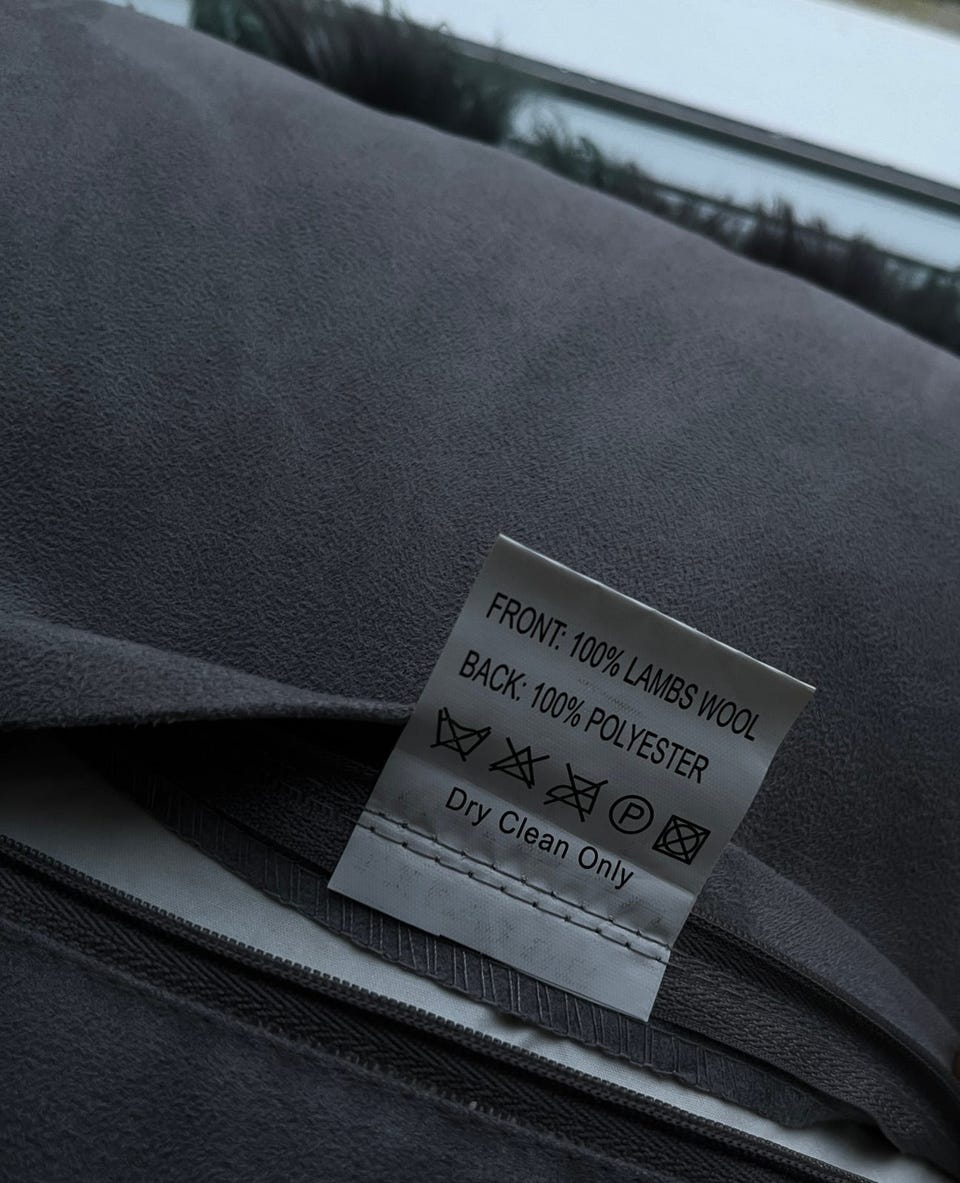 FRONT: 100% LAMBS WOOL
BACK: 100% POLYESTER
P
Dry Clean Only